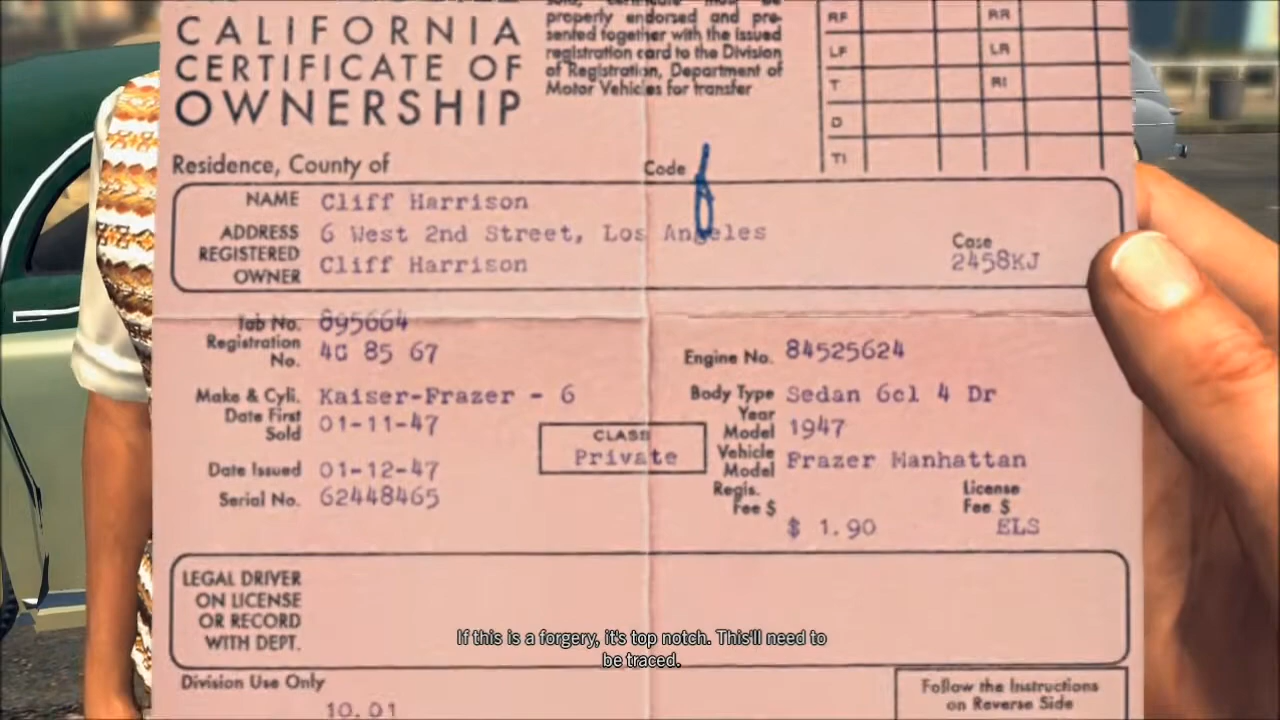 CALIFORNIA
CERTIFICATE OF
OWNERSHIP
properly endorsed and pre-
sented together with the issued
registration card to the Division
of Registration, Department of
Motor Vehicles for transfer
RF RR
LF LR
T RI
D
TI
Residence, County of
Code
NAME Cliff Harrison
ADDRESS 6 West 2nd Street, Los Angeles
REGISTERED
OWNER Cliff Harrison
Case
2458KJ
Tab No. 895664
Registration
No. 4C 85 67
Engine No. 84525624
Make & Cyli. Kaiser-Frazer - 6
Date First
Sold 01-11-47
Date Issued 01-12-47
Serial No. 62448465
CLASS
Private
Body Type Sedan 6cl 4 Dr
Year
Model 1947
Vehicle
Model Frazer Manhattan
Regis.
Fee $
$ 1.90
License
Fee $
ELS
LEGAL DRIVER
ON LICENSE
OR RECORD
WITH DEPT.
If this is a forgery, it's top notch. This'll need to
be traced.
Division Use Only
10.01
Follow the Instructions
on Reverse Side